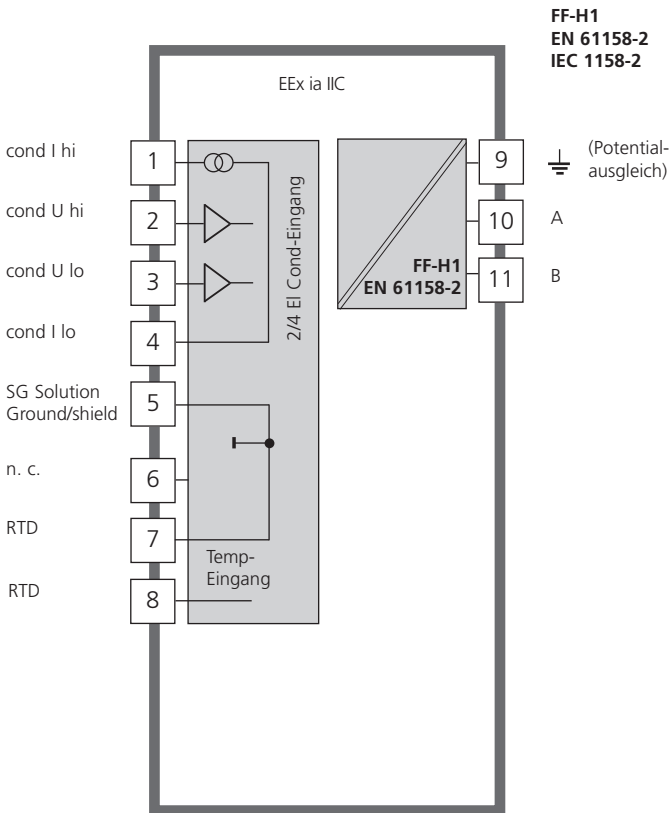 FF-H1
EN 61158-2
IEC 1158-2
EEx ia IIC
cond I hi
1
cond U hi
2
cond U lo
3
cond I lo
4
SG Solution
Ground/shield
5
n. c.
6
RTD
7
RTD
8
2/4 El Cond-Eingang
Temp-
Eingang
FF-H1
EN 61158-2
9
(Potential-
ausgleich)
10
A
11
B